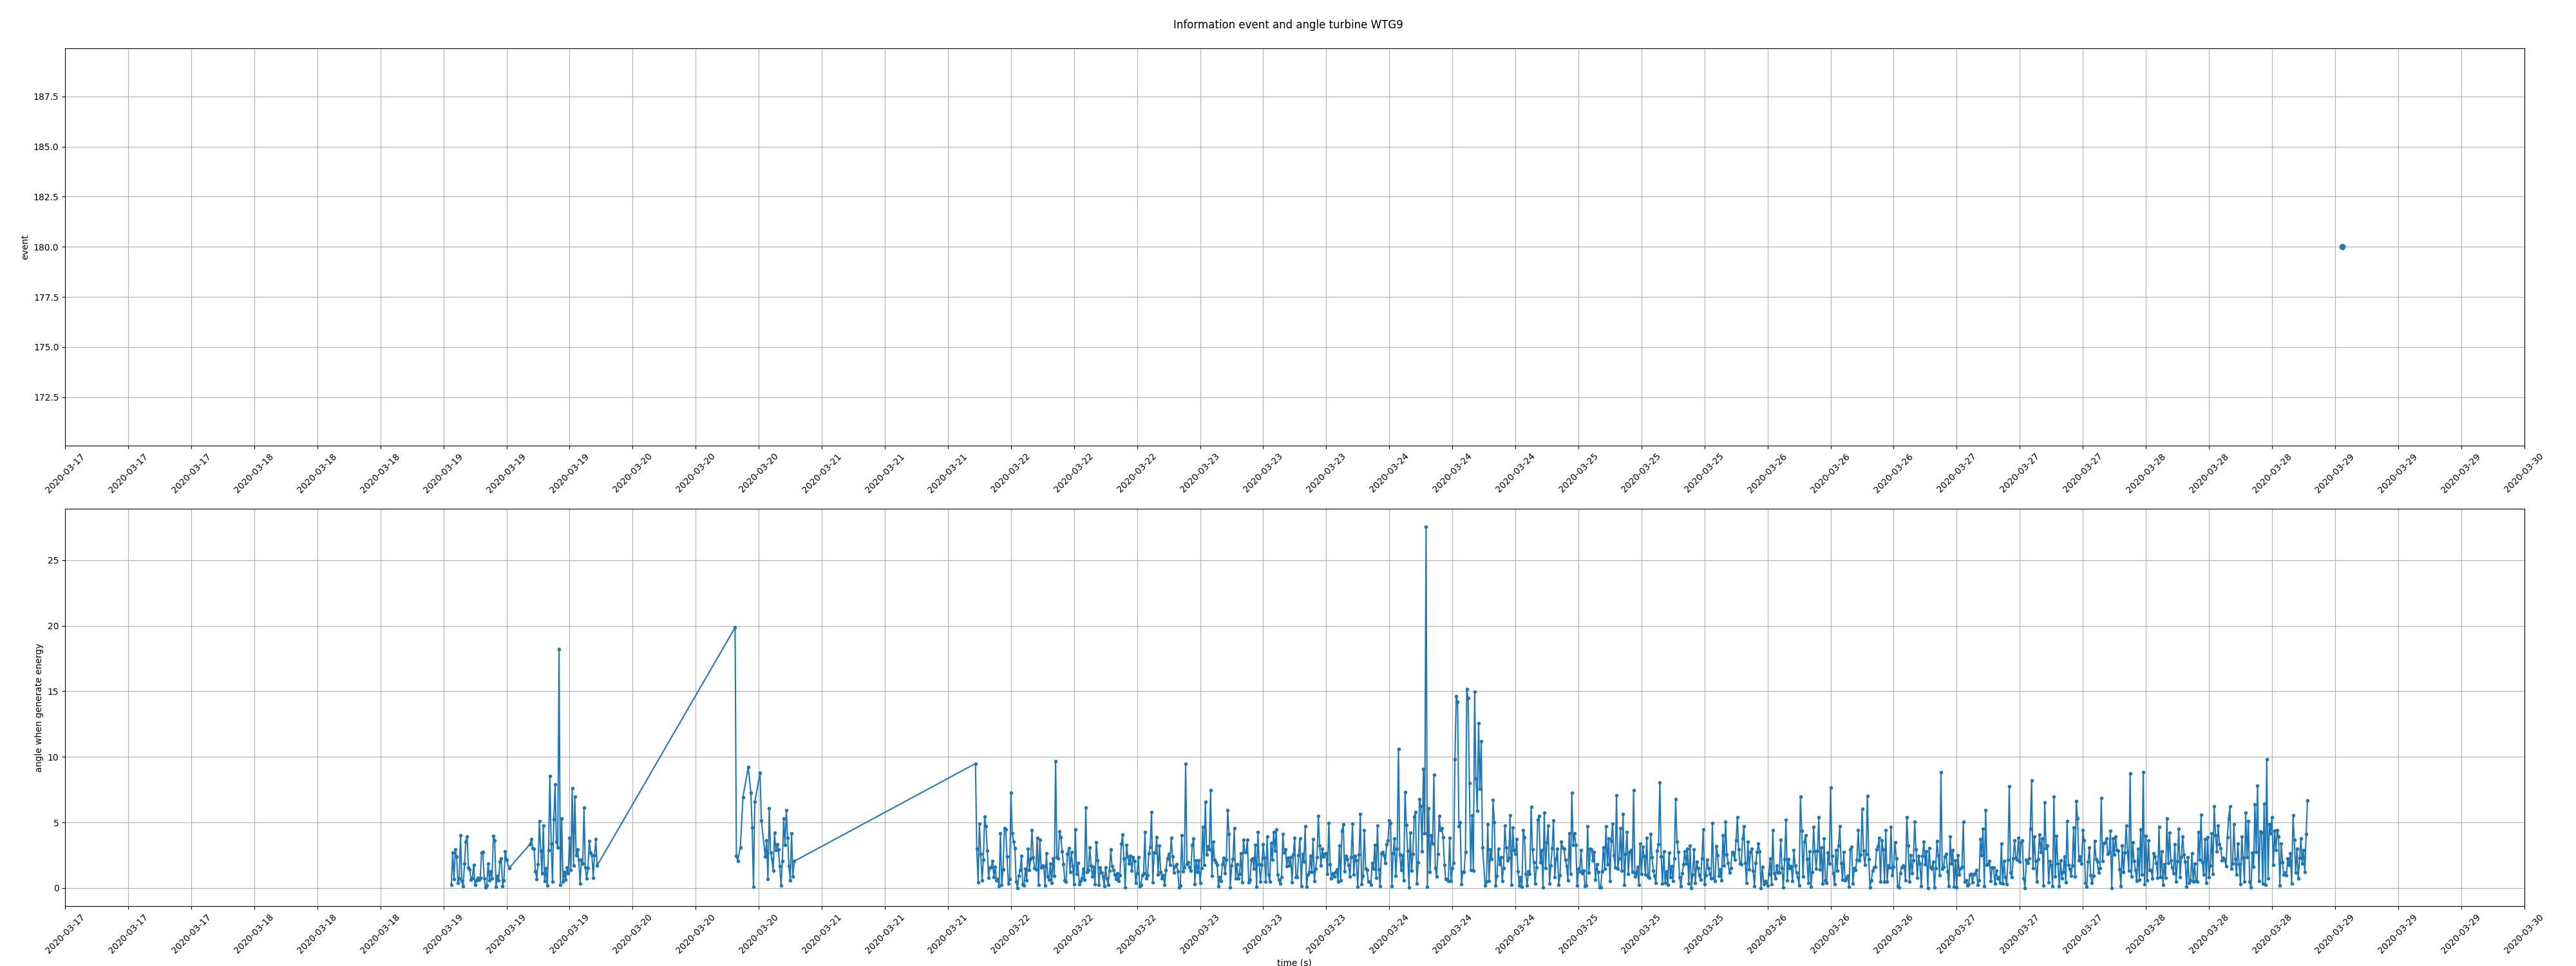 Information event and angle turbine WTG9
event
187.5
185.0
182.5
180.0
177.5
175.0
172.5
2020-03-17 2020-03-17 2020-03-17 2020-03-18 2020-03-18 2020-03-18 2020-03-19 2020-03-19 2020-03-19 2020-03-20 2020-03-20 2020-03-20 2020-03-21 2020-03-21 2020-03-21 2020-03-22 2020-03-22 2020-03-22 2020-03-23 2020-03-23 2020-03-23 2020-03-24 2020-03-24 2020-03-24 2020-03-25 2020-03-25 2020-03-25 2020-03-26 2020-03-26 2020-03-26 2020-03-27 2020-03-27 2020-03-27 2020-03-28 2020-03-28 2020-03-28 2020-03-29 2020-03-29 2020-03-29 2020-03-30
angle when generate energy
25
20
15
10
5
0
2020-03-17 2020-03-17 2020-03-17 2020-03-18 2020-03-18 2020-03-18 2020-03-19 2020-03-19 2020-03-19 2020-03-20 2020-03-20 2020-03-20 2020-03-21 2020-03-21 2020-03-21 2020-03-22 2020-03-22 2020-03-22 2020-03-23 2020-03-23 2020-03-23 2020-03-24 2020-03-24 2020-03-24 2020-03-25 2020-03-25 2020-03-25 2020-03-26 2020-03-26 2020-03-26 2020-03-27 2020-03-27 2020-03-27 2020-03-28 2020-03-28 2020-03-28 2020-03-29 2020-03-29 2020-03-29 2020-03-30
time (s)